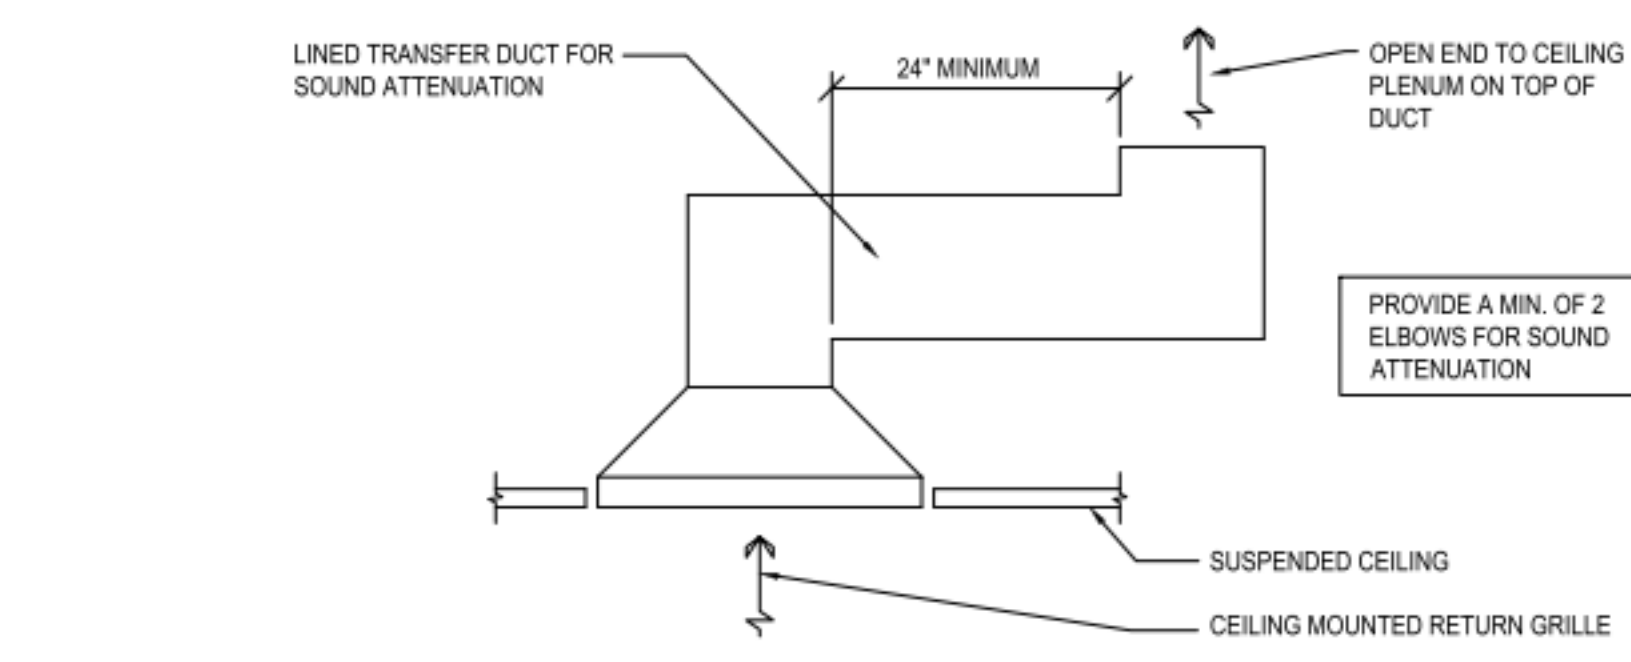 LINED TRANSFER DUCT FOR
SOUND ATTENUATION
24" MINIMUM
OPEN END TO CEILING
PLENUM ON TOP OF
DUCT
PROVIDE A MIN. OF 2
ELBOWS FOR SOUND
ATTENUATION
SUSPENDED CEILING
CEILING MOUNTED RETURN GRILLE